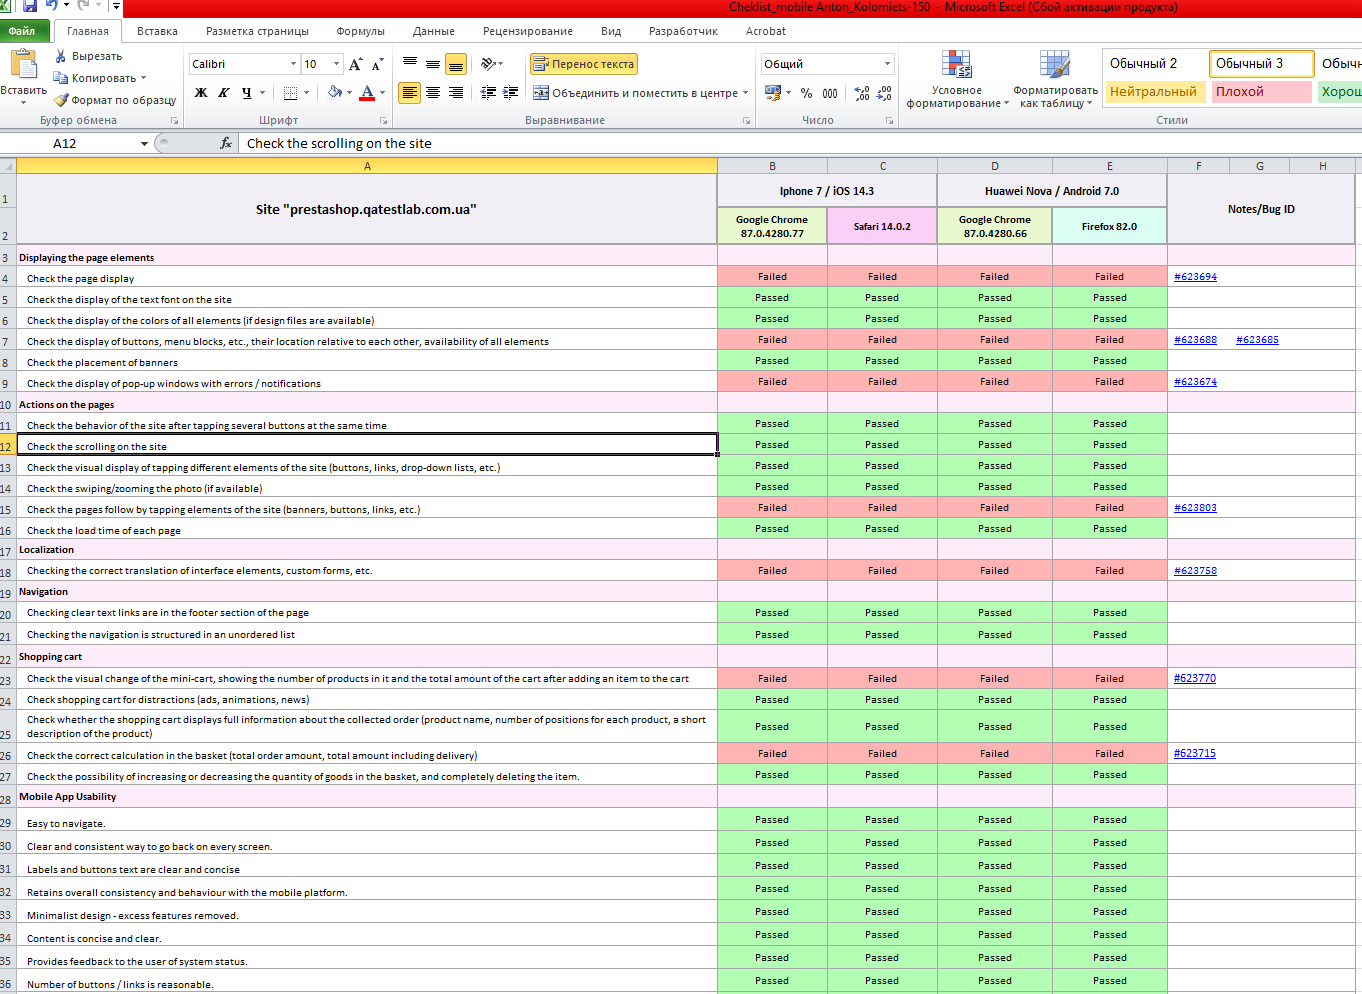 Cheklist_mobile Anton_Kolomiets-150 - Microsoft Excel (Сбой активации продукта)
Файл Главная Вставка Разметка страницы Формулы Данные Рецензирование Вид Разработчик Acrobat
Вставить
Вырезать
Копировать
Формат по образцу
Буфер обмена
Calibri 10
Ж К Ч
Шрифт
Перенос текста
Объединить и поместить в центре
Выравнивание
Общий
% 000
Число
Условное форматирование
Форматировать как таблицу
Обычный 2 Обычный 3 Обычн
Нейтральный Плохой Хорош
Стили
A12 fx Check the scrolling on the site
A B C D E F G H
1 Site "prestashop.qatestlab.com.ua" Iphone 7 / iOS 14.3 Huawei Nova / Android 7.0 Notes/Bug ID
2 Google Chrome 87.0.4280.77 Safari 14.0.2 Google Chrome 87.0.4280.66 Firefox 82.0
3 Displaying the page elements
4 Check the page display Failed Failed Failed Failed #623694
5 Check the display of the text font on the site Passed Passed Passed Passed
6 Check the display of the colors of all elements (if design files are available) Passed Passed Passed Passed
7 Check the display of buttons, menu blocks, etc., their location relative to each other, availability of all elements Failed Failed Failed Failed #623688 #623685
8 Check the placement of banners Passed Passed Passed Passed
9 Check the display of pop-up windows with errors / notifications Failed Failed Failed Failed #623674
10 Actions on the pages
11 Check the behavior of the site after tapping several buttons at the same time Passed Passed Passed Passed
12 Check the scrolling on the site Passed Passed Passed Passed
13 Check the visual display of tapping different elements of the site (buttons, links, drop-down lists, etc.) Passed Passed Passed Passed
14 Check the swiping/zooming the photo (if available) Passed Passed Passed Passed
15 Check the pages follow by tapping elements of the site (banners, buttons, links, etc.) Failed Failed Failed Failed #623803
16 Check the load time of each page Passed Passed Passed Passed
17 Localization
18 Checking the correct translation of interface elements, custom forms, etc. Failed Failed Failed Failed #623758
19 Navigation
20 Checking clear text links are in the footer section of the page Passed Passed Passed Passed
21 Checking the navigation is structured in an unordered list Passed Passed Passed Passed
22 Shopping cart
23 Check the visual change of the mini-cart, showing the number of products in it and the total amount of the cart after adding an item to the cart Failed Failed Failed Failed #623770
24 Check shopping cart for distractions (ads, animations, news) Passed Passed Passed Passed
25 Check whether the shopping cart displays full information about the collected order (product name, number of positions for each product, a short
description of the product) Passed Passed Passed Passed
26 Check the correct calculation in the basket (total order amount, total amount including delivery) Failed Failed Failed Failed #623715
27 Check the possibility of increasing or decreasing the quantity of goods in the basket, and completely deleting the item. Passed Passed Passed Passed
28 Mobile App Usability
29 Easy to navigate. Passed Passed Passed Passed
30 Clear and consistent way to go back on every screen. Passed Passed Passed Passed
31 Labels and buttons text are clear and concise Passed Passed Passed Passed
32 Retains overall consistency and behaviour with the mobile platform. Passed Passed Passed Passed
33 Minimalist design - excess features removed. Passed Passed Passed Passed
34 Content is concise and clear. Passed Passed Passed Passed
35 Provides feedback to the user of system status. Passed Passed Passed Passed
36 Number of buttons / links is reasonable. Passed Passed Passed Passed